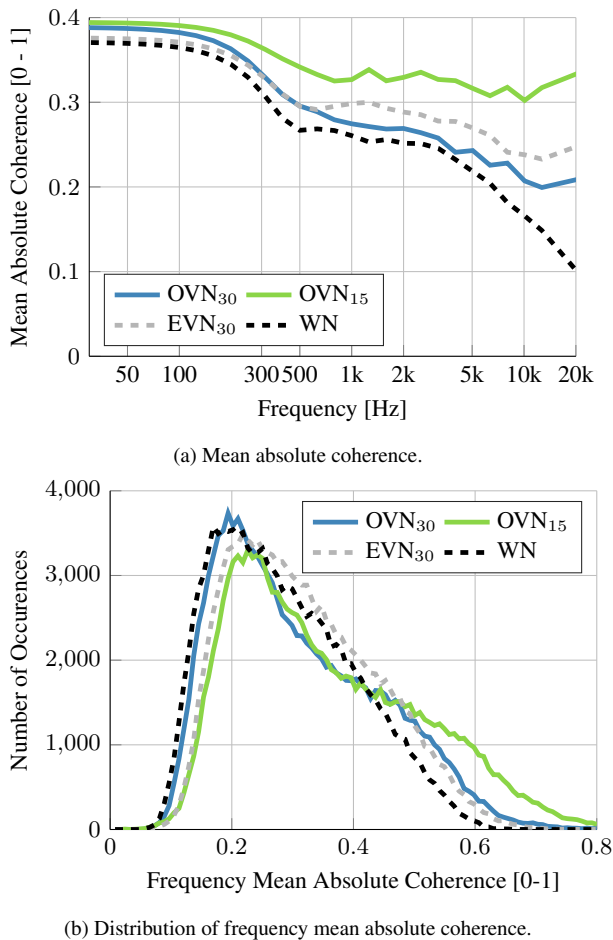 Mean Absolute Coherence [0 - 1]
0.4
0.3
0.2
0.1
0
OVN30 OVN15
EVN30 WN
50 100 300 500 1k 2k 5k 10k 20k
Frequency [Hz]
(a) Mean absolute coherence.
Number of Occurences
4,000
3,000
2,000
1,000
0
OVN30 OVN15
EVN30 WN
0 0.2 0.4 0.6 0.8
Frequency Mean Absolute Coherence [0-1]
(b) Distribution of frequency mean absolute coherence.